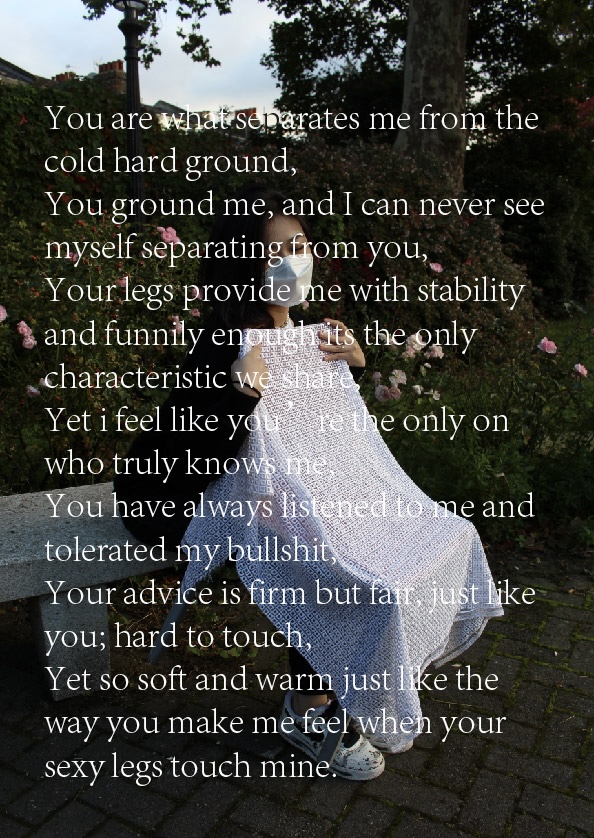 You are what separates me from the
cold hard ground,
You ground me, and I can never see
myself separating from you,
Your legs provide me with stability
and funnily enough its the only
characteristic we share,
Yet i feel like you’re the only on
who truly knows me,
You have always listened to me and
tolerated my bullshit,
Your advice is firm but fair, just like
you; hard to touch,
Yet so soft and warm just like the
way you make me feel when your
sexy legs touch mine.